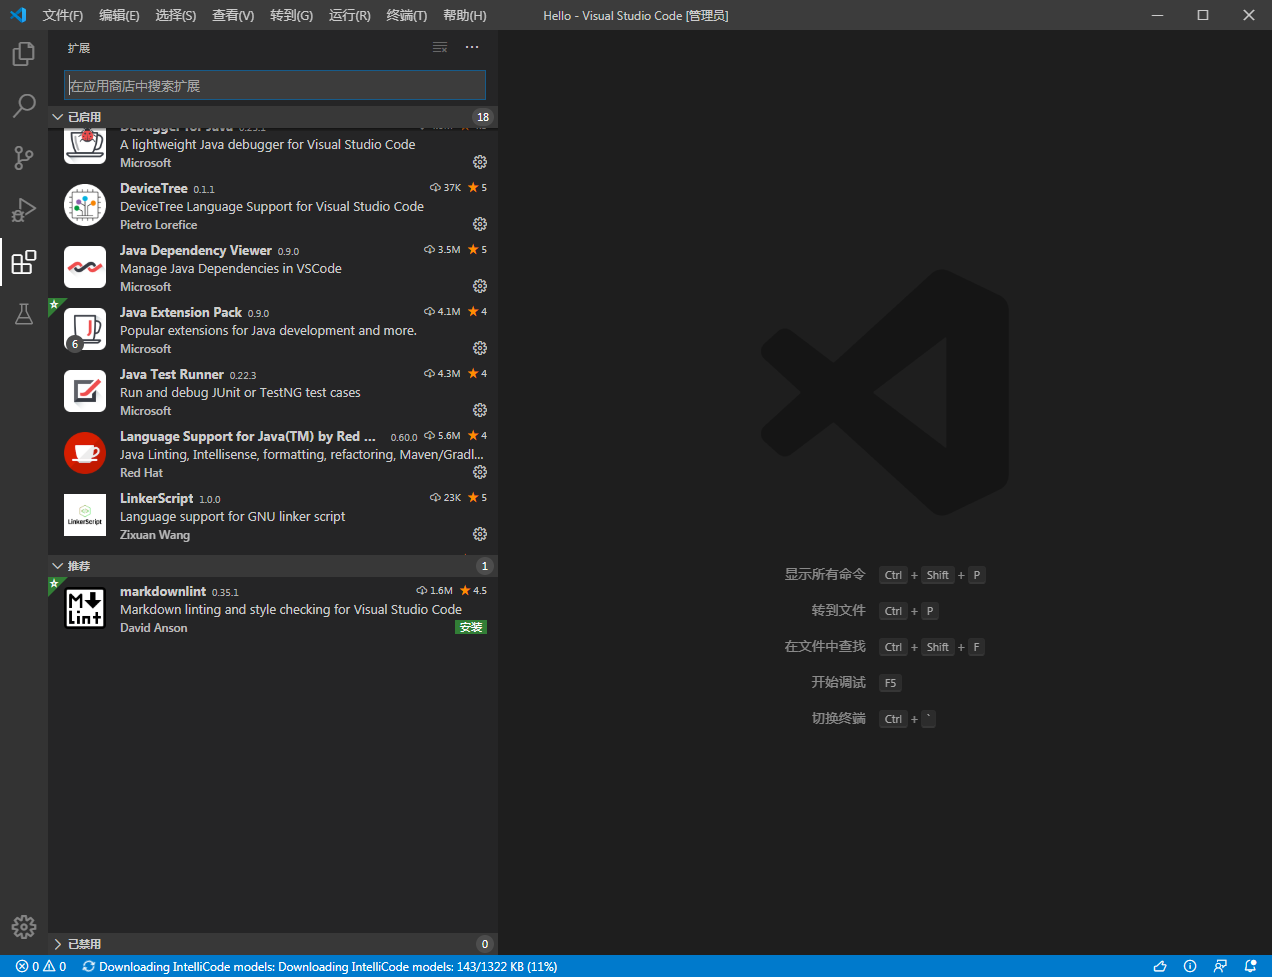 文件(F) 编辑(E) 选择(S) 查看(V) 转到(G) 运行(R) 终端(T) 帮助(H) Hello - Visual Studio Code [管理员]
扩展
在应用商店中搜索扩展
已启用 18
Debugger for Java
A lightweight Java debugger for Visual Studio Code
Microsoft
DeviceTree 0.1.1 37K 5
DeviceTree Language Support for Visual Studio Code
Pietro Lorefice
Java Dependency Viewer 0.9.0 3.5M 5
Manage Java Dependencies in VSCode
Microsoft
Java Extension Pack 0.9.0 4.1M 4
Popular extensions for Java development and more.
6
Microsoft
Java Test Runner 0.22.3 4.3M 4
Run and debug JUnit or TestNG test cases
Microsoft
Language Support for Java(TM) by Red ... 0.60.0 5.6M 4
Java Linting, Intellisense, formatting, refactoring, Maven/Gradl...
Red Hat
LinkerScript 1.0.0 23K 5
LinkerScript
Language support for GNU linker script
Zixuan Wang
推荐 1
markdownlint 0.35.1 1.6M 4.5
M Lint
Markdown linting and style checking for Visual Studio Code
David Anson 安装
已禁用 0
显示所有命令 Ctrl + Shift + P
转到文件 Ctrl + P
在文件中查找 Ctrl + Shift + F
开始调试 F5
切换终端 Ctrl + `
0 0 Downloading IntelliCode models: Downloading IntelliCode models: 143/1322 KB (11%)